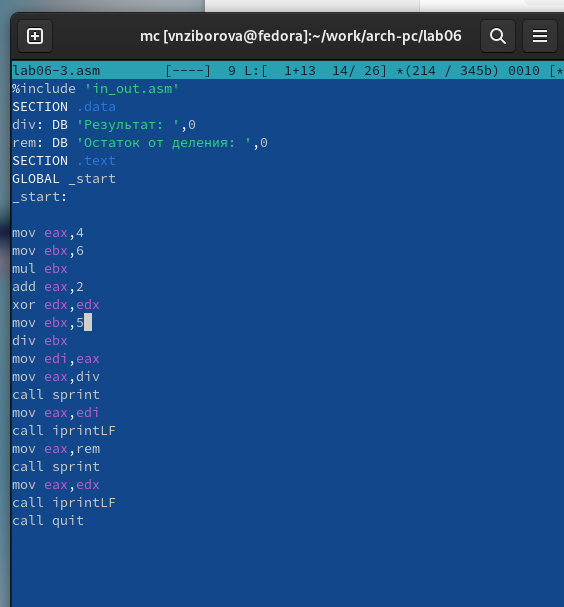 mc [vnziborova@fedora]:~/work/arch-pc/lab06
lab06-3.asm        [----]  9 L:[  1+13  14/ 26] *(214 / 345b) 0010 [*
%include 'in_out.asm'
SECTION .data
div: DB 'Результат: ',0
rem: DB 'Остаток от деления: ',0
SECTION .text
GLOBAL _start
_start:

mov eax,4
mov ebx,6
mul ebx
add eax,2
xor edx,edx
mov ebx,5
div ebx
mov edi,eax
mov eax,div
call sprint
mov eax,edi
call iprintLF
mov eax,rem
call sprint
mov eax,edx
call iprintLF
call quit